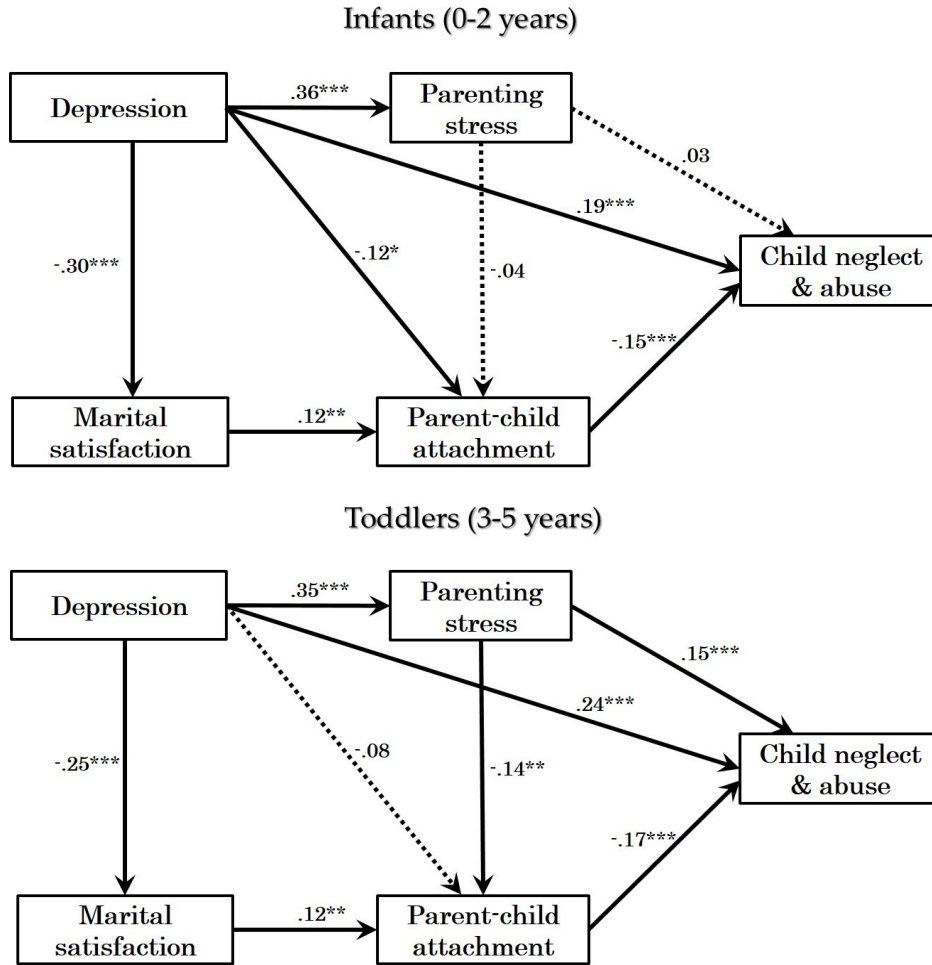 Infants (0-2 years)
Depression
.36***
Parenting
stress
.03
.19***
-.30***
-.12*
-.04
Child neglect
& abuse
-.15***
Marital
satisfaction
.12**
Parent-child
attachment
Toddlers (3-5 years)
Depression
.35***
Parenting
stress
.15***
.24***
-.25***
-.08
-.14**
Child neglect
& abuse
-.17***
Marital
satisfaction
.12**
Parent-child
attachment